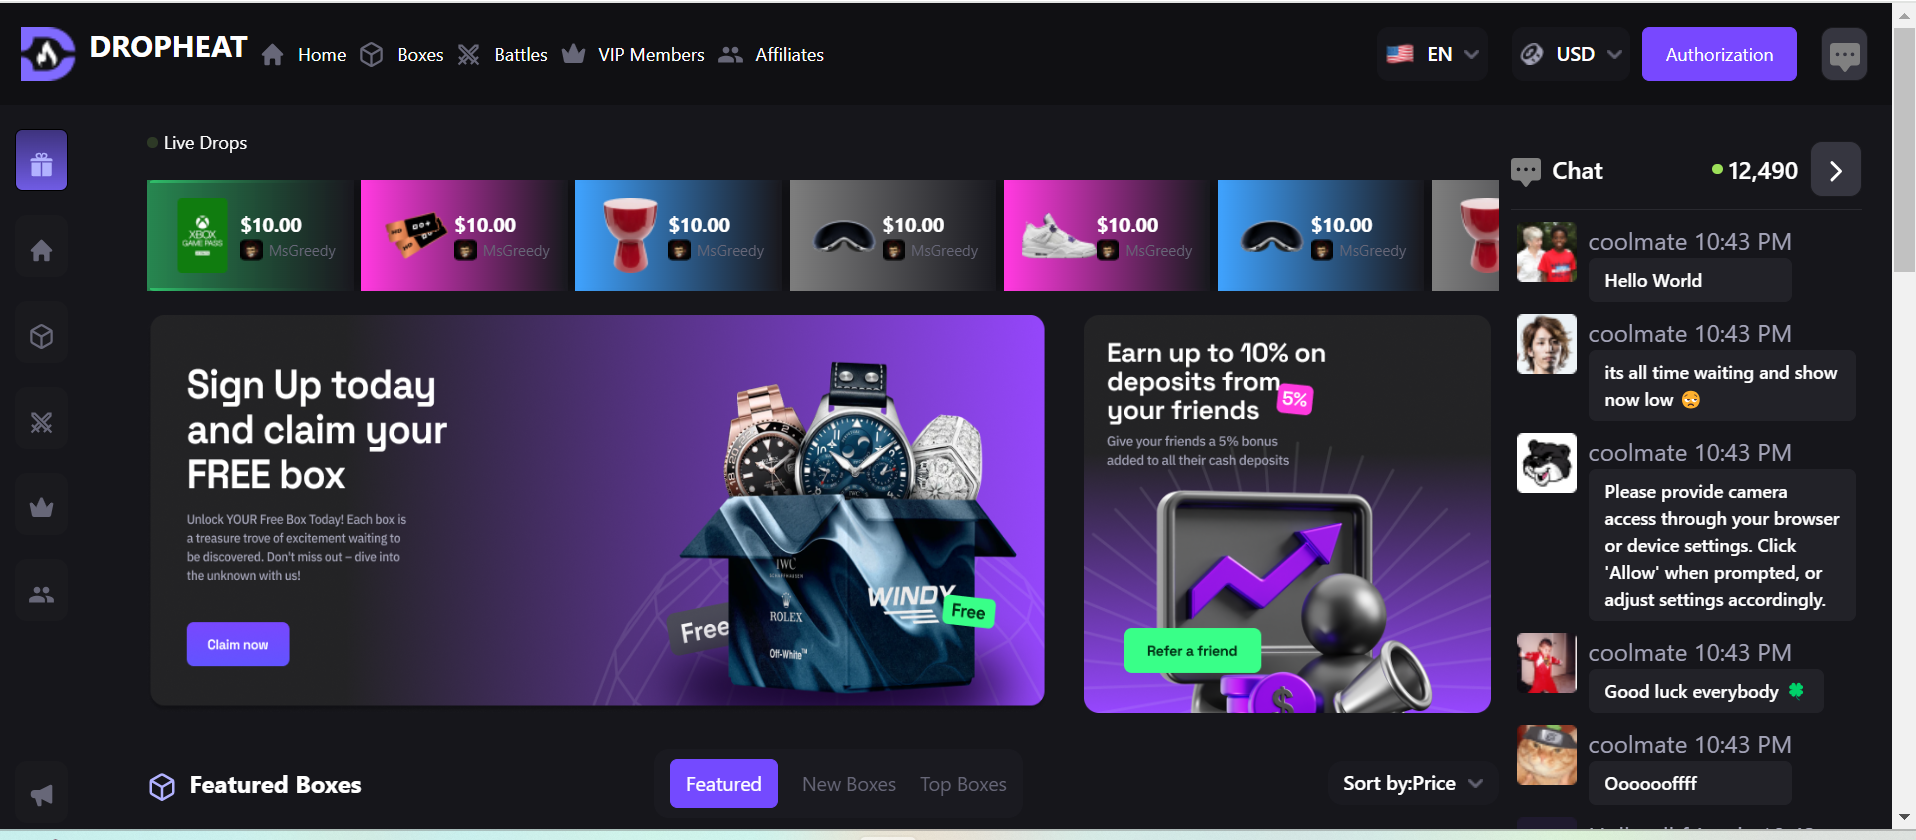 DROPHEAT
Home
Boxes
Battles
VIP Members
Affiliates
EN
USD
Authorization
Live Drops
XBOX
GAME PASS
$10.00
MsGreedy
$10.00
MsGreedy
$10.00
MsGreedy
$10.00
MsGreedy
$10.00
MsGreedy
$10.00
MsGreedy
Sign Up today
and claim your
FREE box
Unlock YOUR Free Box Today! Each box is
a treasure trove of excitement waiting to
be discovered. Don't miss out – dive into
the unknown with us!
Claim now
IWC
SCHAFFHAUSEN
ROLEX
Off-White™
WINDY
Free
Free
Earn up to 10% on
deposits from
your friends
5%
Give your friends a 5% bonus
added to all their cash deposits
Refer a friend
$
Chat
12,490
coolmate 10:43 PM
Hello World
coolmate 10:43 PM
its all time waiting and show
now low 😥
coolmate 10:43 PM
Please provide camera
access through your browser
or device settings. Click
'Allow' when prompted, or
adjust settings accordingly.
coolmate 10:43 PM
Good luck everybody 🍀
coolmate 10:43 PM
Ooooooffff
Featured Boxes
Featured
New Boxes
Top Boxes
Sort by:Price